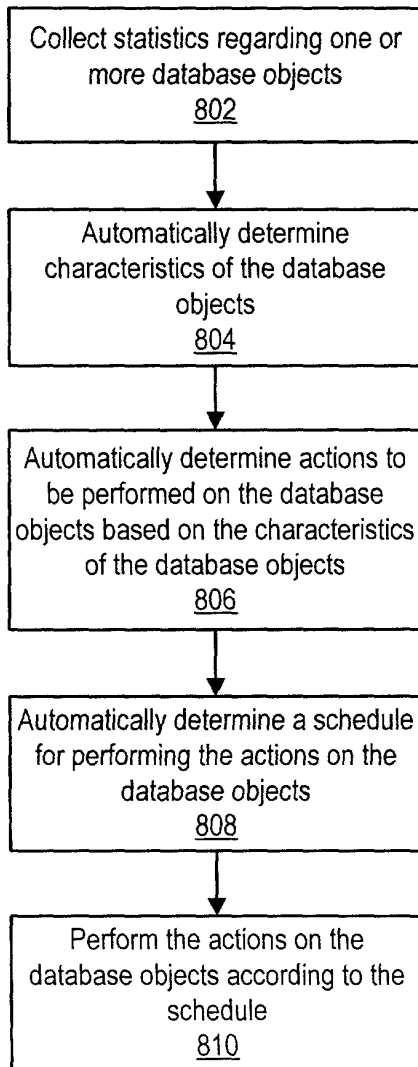 Collect statistics regarding one or
more database objects
802
Automatically determine
characteristics of the database
objects
804
Automatically determine actions to
be performed on the database
objects based on the characteristics
of the database objects
806
Automatically determine a schedule
for performing the actions on the
database objects
808
Perform the actions on the
database objects according to the
schedule
810